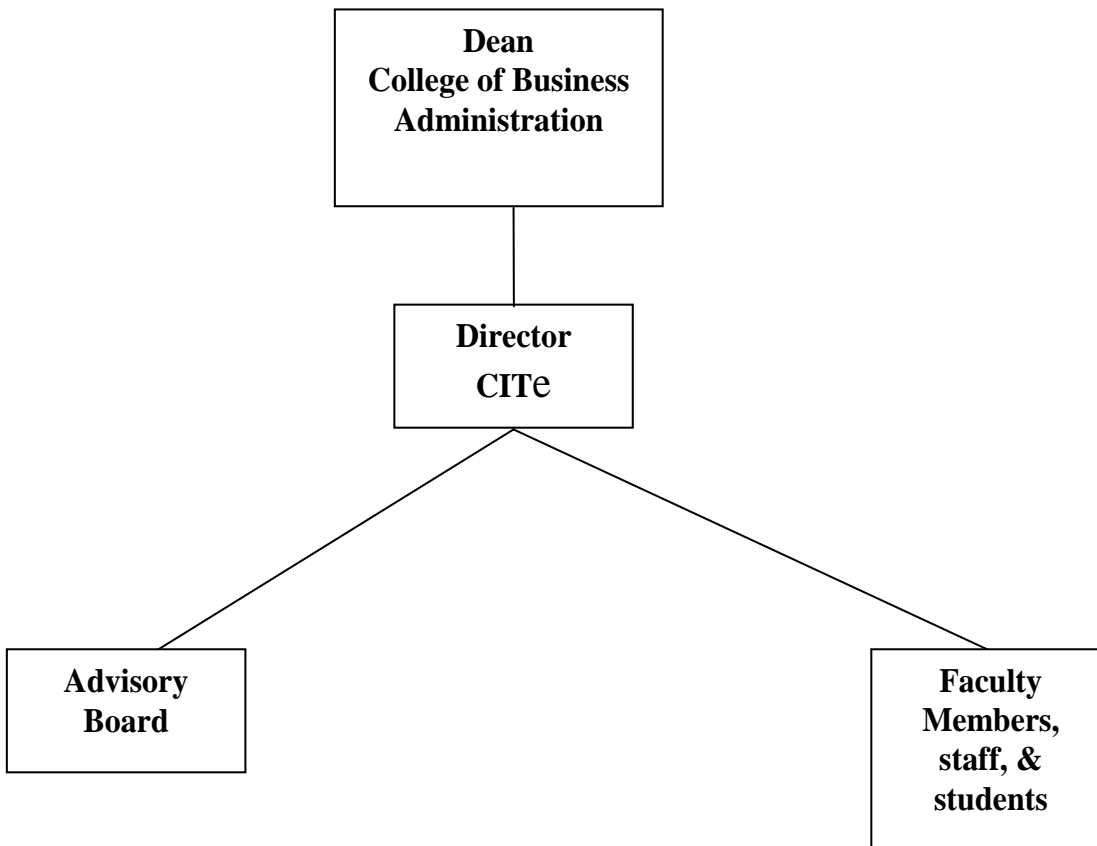 Dean
College of Business
Administration
Director
CITe
Advisory
Board
Faculty
Members,
staff, &
students